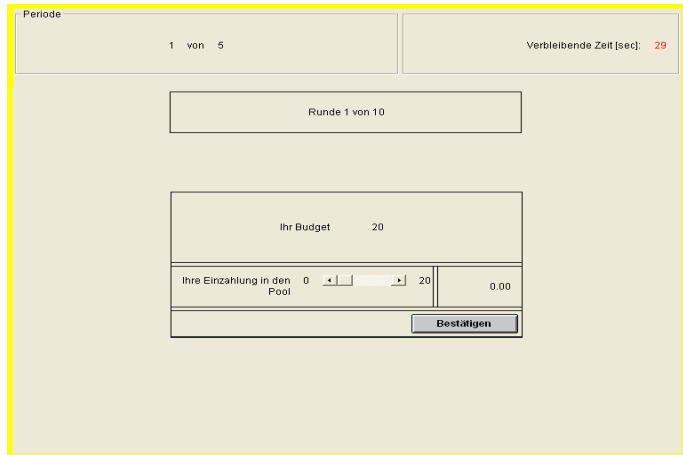 Periode
1 von 5
Verbleibende Zeit [sec]: 29
Runde 1 von 10
Ihr Budget 20
Ihre Einzahlung in den Pool 0 20 0.00
Bestätigen